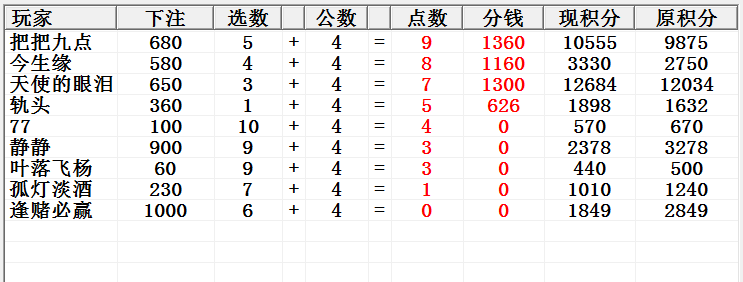 玩家 下注 选数 公数 点数 分钱 现积分 原积分
把把九点 680 5 + 4 = 9 1360 10555 9875
今生缘 580 4 + 4 = 8 1160 3330 2750
天使的眼泪 650 3 + 4 = 7 1300 12684 12034
轨头 360 1 + 4 = 5 626 1898 1632
77 100 10 + 4 = 4 0 570 670
静静 900 9 + 4 = 3 0 2378 3278
叶落飞杨 60 9 + 4 = 3 0 440 500
孤灯淡酒 230 7 + 4 = 1 0 1010 1240
逢赌必赢 1000 6 + 4 = 0 0 1849 2849